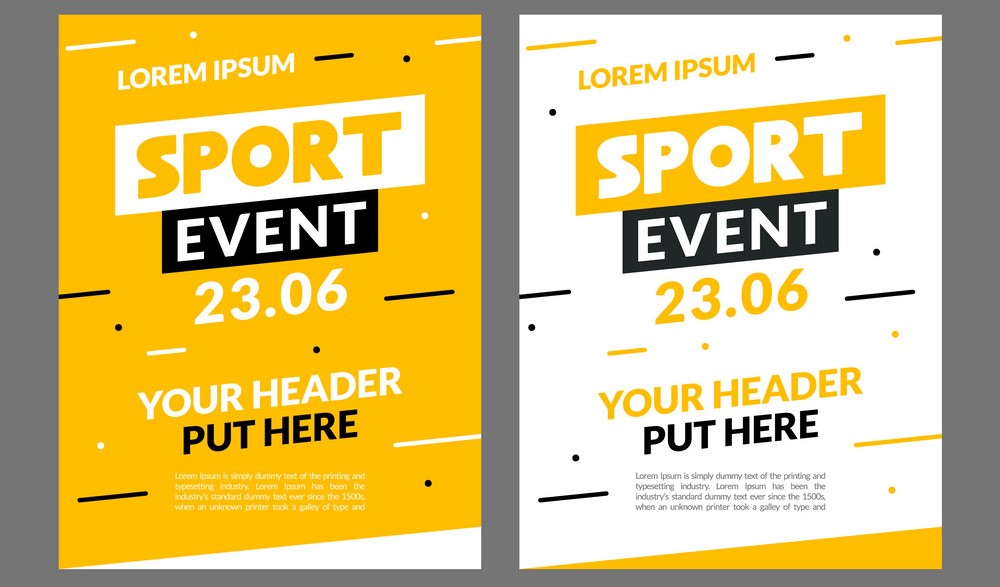 LOREM IPSUM
SPORT
EVENT
23.06
YOUR HEADER
PUT HERE
Lorem Ipsum is simply dummy text of the printing and
typesetting industry. Lorem Ipsum has been the
industry's standard dummy text ever since the 1500s,
when an unknown printer took a galley of type and
LOREM IPSUM
SPORT
EVENT
23.06
YOUR HEADER
PUT HERE
Lorem Ipsum is simply dummy text of the printing and
typesetting industry. Lorem Ipsum has been the
industry's standard dummy text ever since the 1500s,
when an unknown printer took a galley of type and